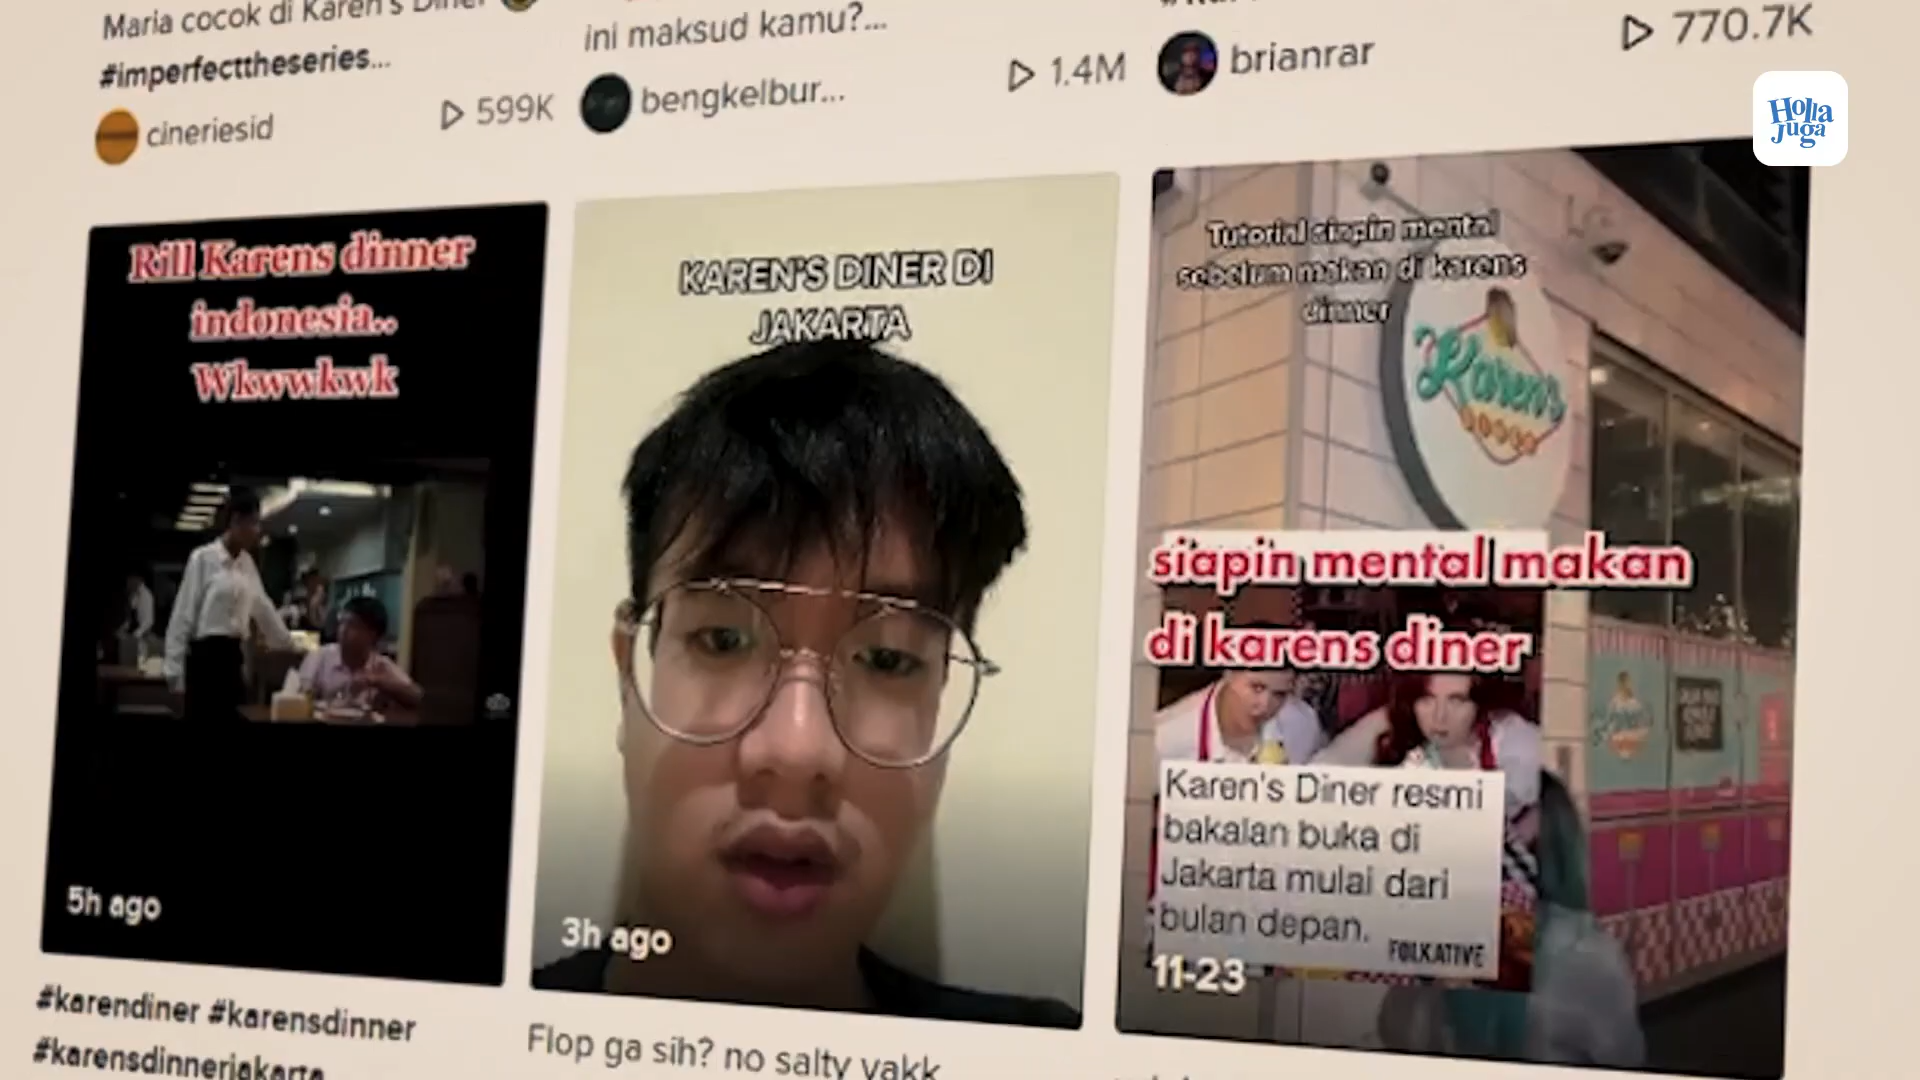 Maria cocok di Karen's Diner
#imperfecttheseries...
cineriesid
599K
ini maksud kamu?...
bengkelbur...
1.4M
brianrar
770.7K
Holla
Juga
Rill Karens dinner
indonesia..
Wkwwkwk
5h ago
#karendiner #karensdinner
#karensdinnerjakarta
KAREN'S DINER DI
JAKARTA
3h ago
Flop ga sih? no salty yakk
Tutorial siapin mental
sebelum makan di karens
dinner
Karen's
DINER
siapin mental makan
di karens diner
Karen's Diner resmi
bakalan buka di
Jakarta mulai dari
bulan depan.
FOLKATIVE
11-23